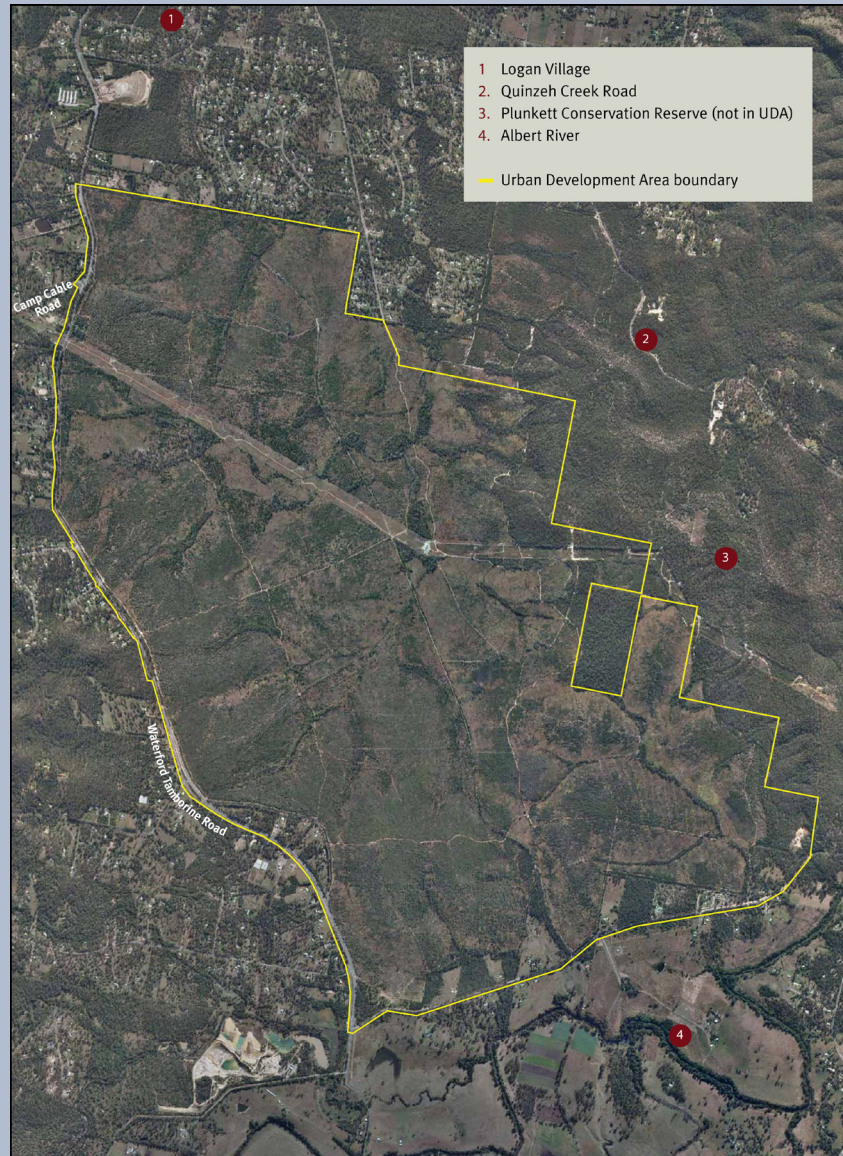 1
1 Logan Village
2. Quinzeh Creek Road
3. Plunkett Conservation Reserve (not in UDA)
4. Albert River
Urban Development Area boundary
Camp Cable
Road
2
3
Waterford Tamborine Road
4